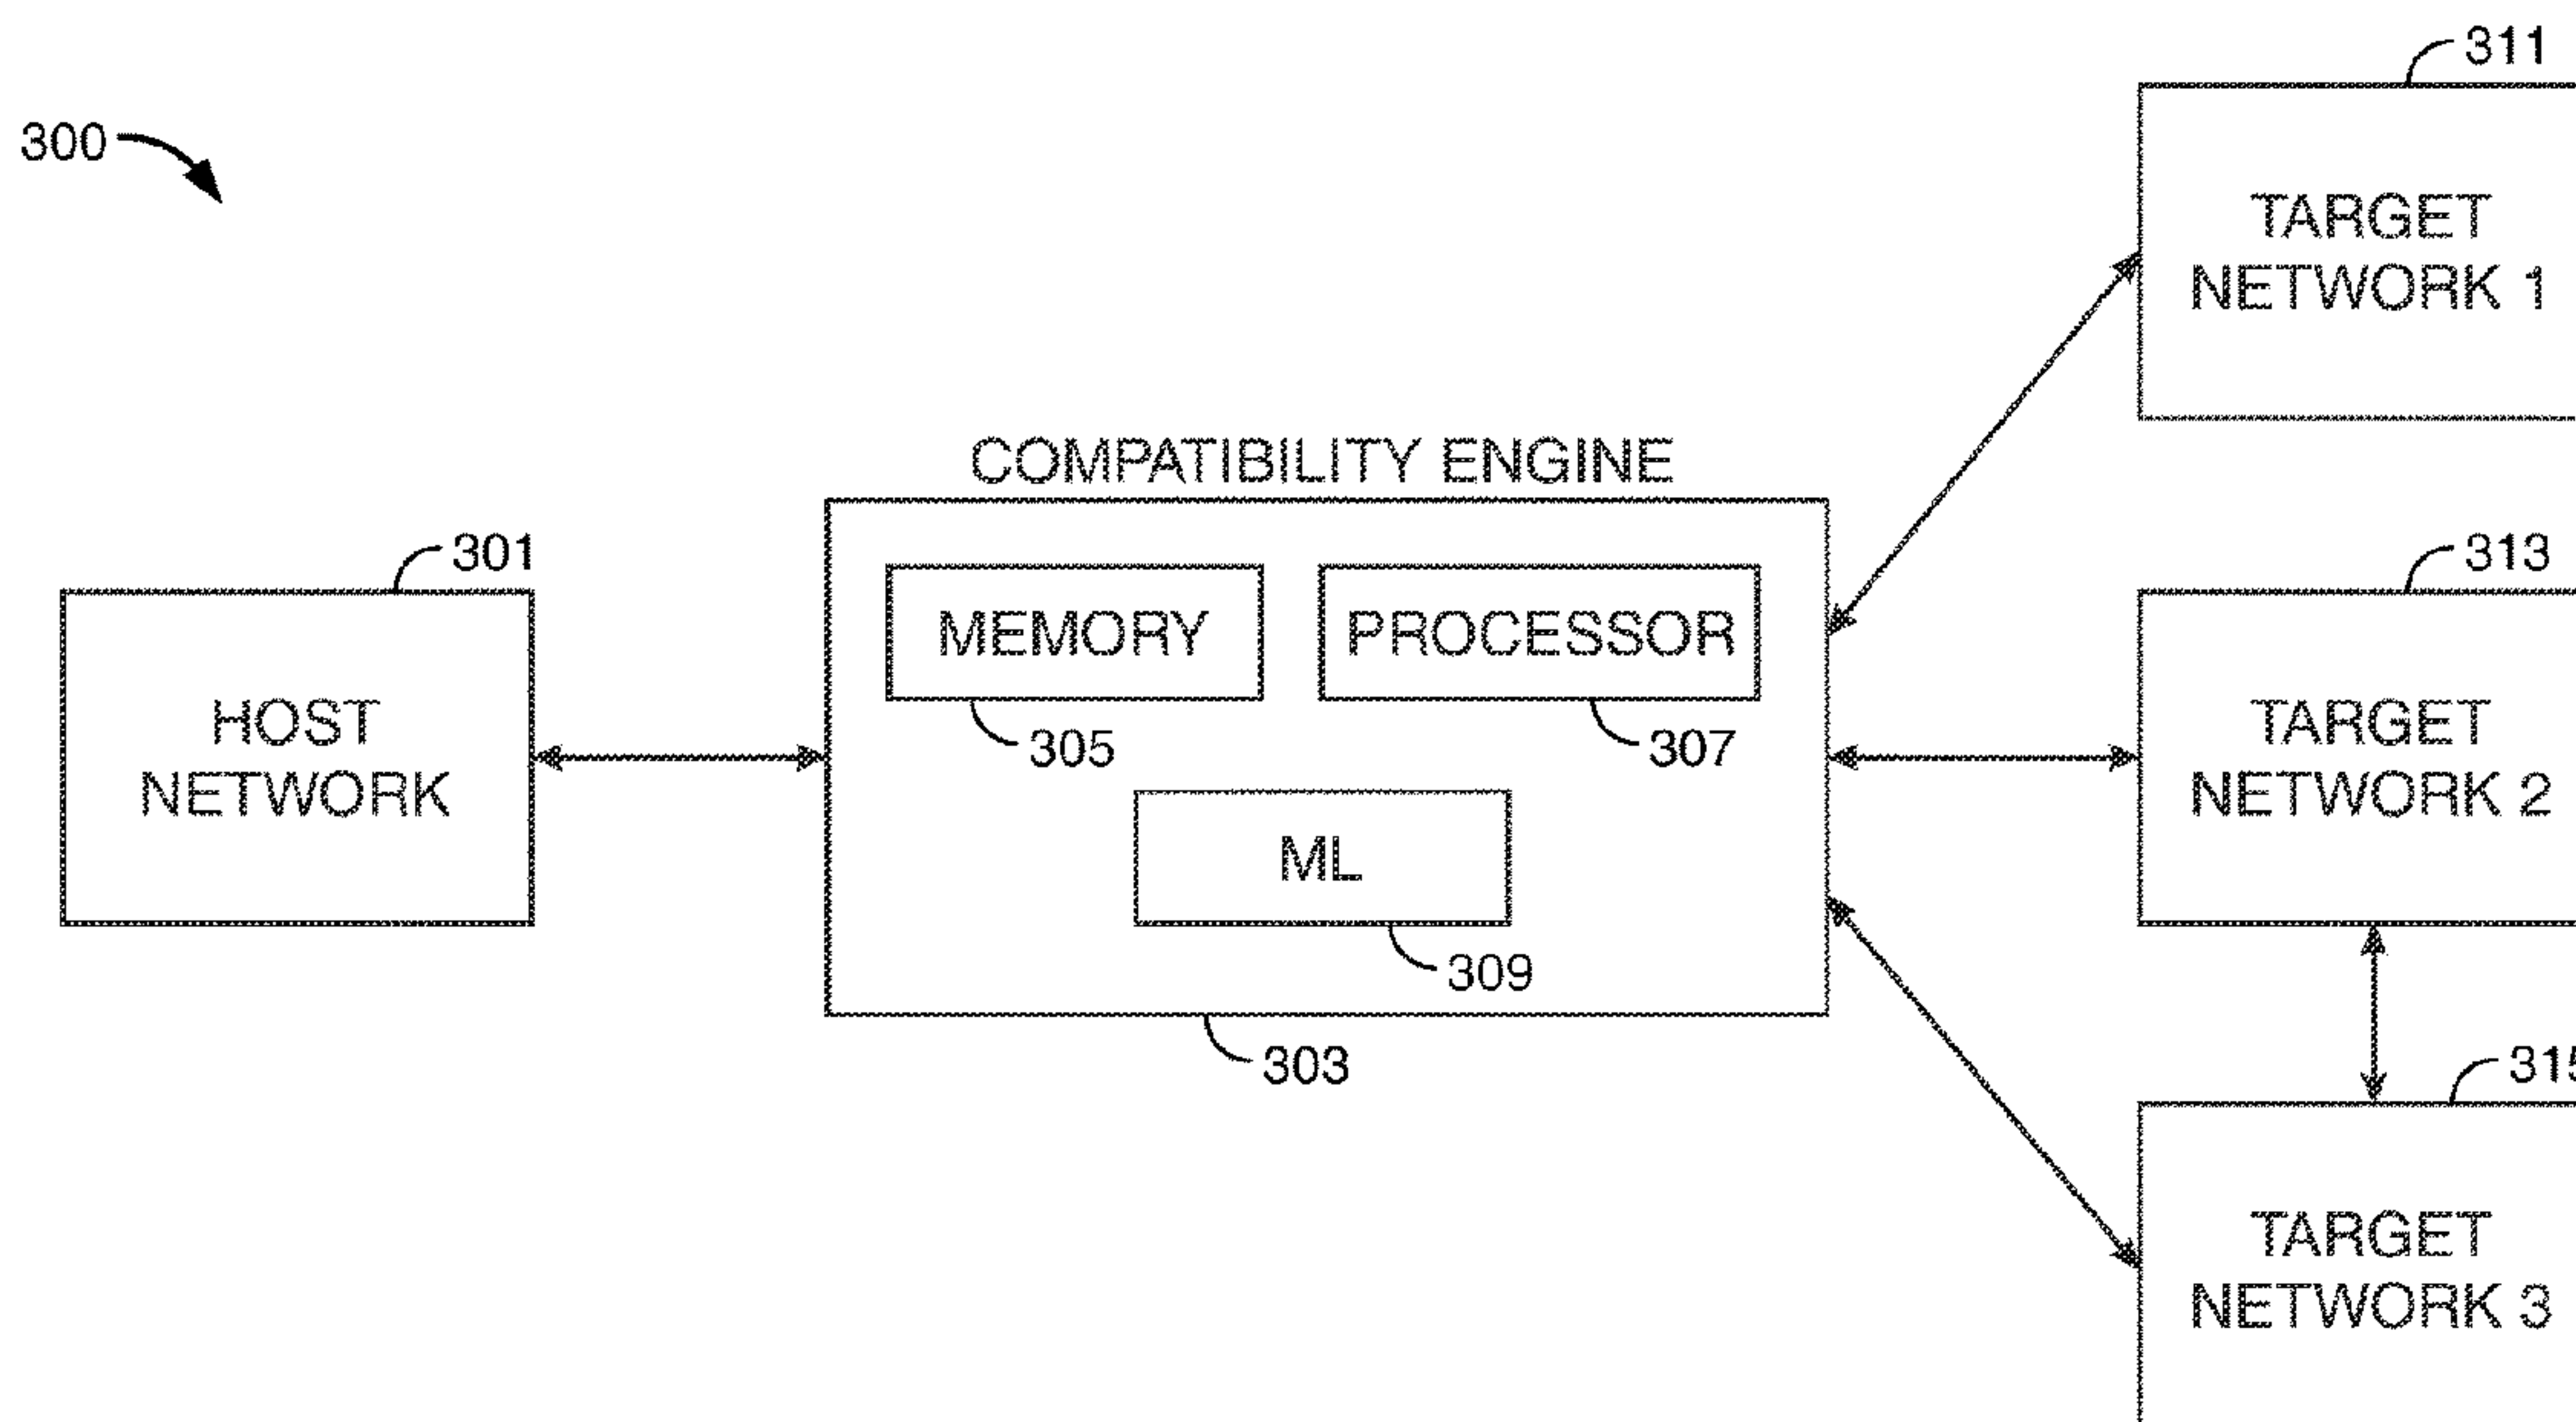 300
311
TARGET
NETWORK 1
COMPATIBILITY ENGINE
301
HOST
NETWORK
MEMORY
305
PROCESSOR
307
ML
309
303
313
TARGET
NETWORK 2
315
TARGET
NETWORK 3